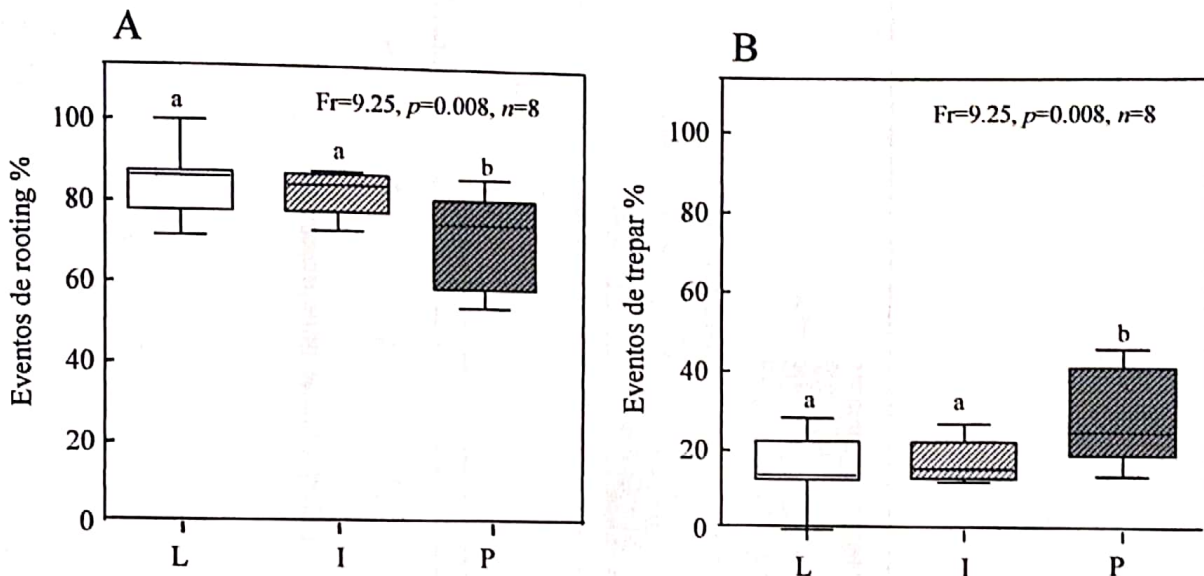 A
Eventos de rooting %
100
80
60
40
20
0
Fr=9.25, p=0.008, n=8
a
a
b
L
I
P
B
Eventos de trepar %
100
80
60
40
20
0
Fr=9.25, p=0.008, n=8
a
a
b
L
I
P